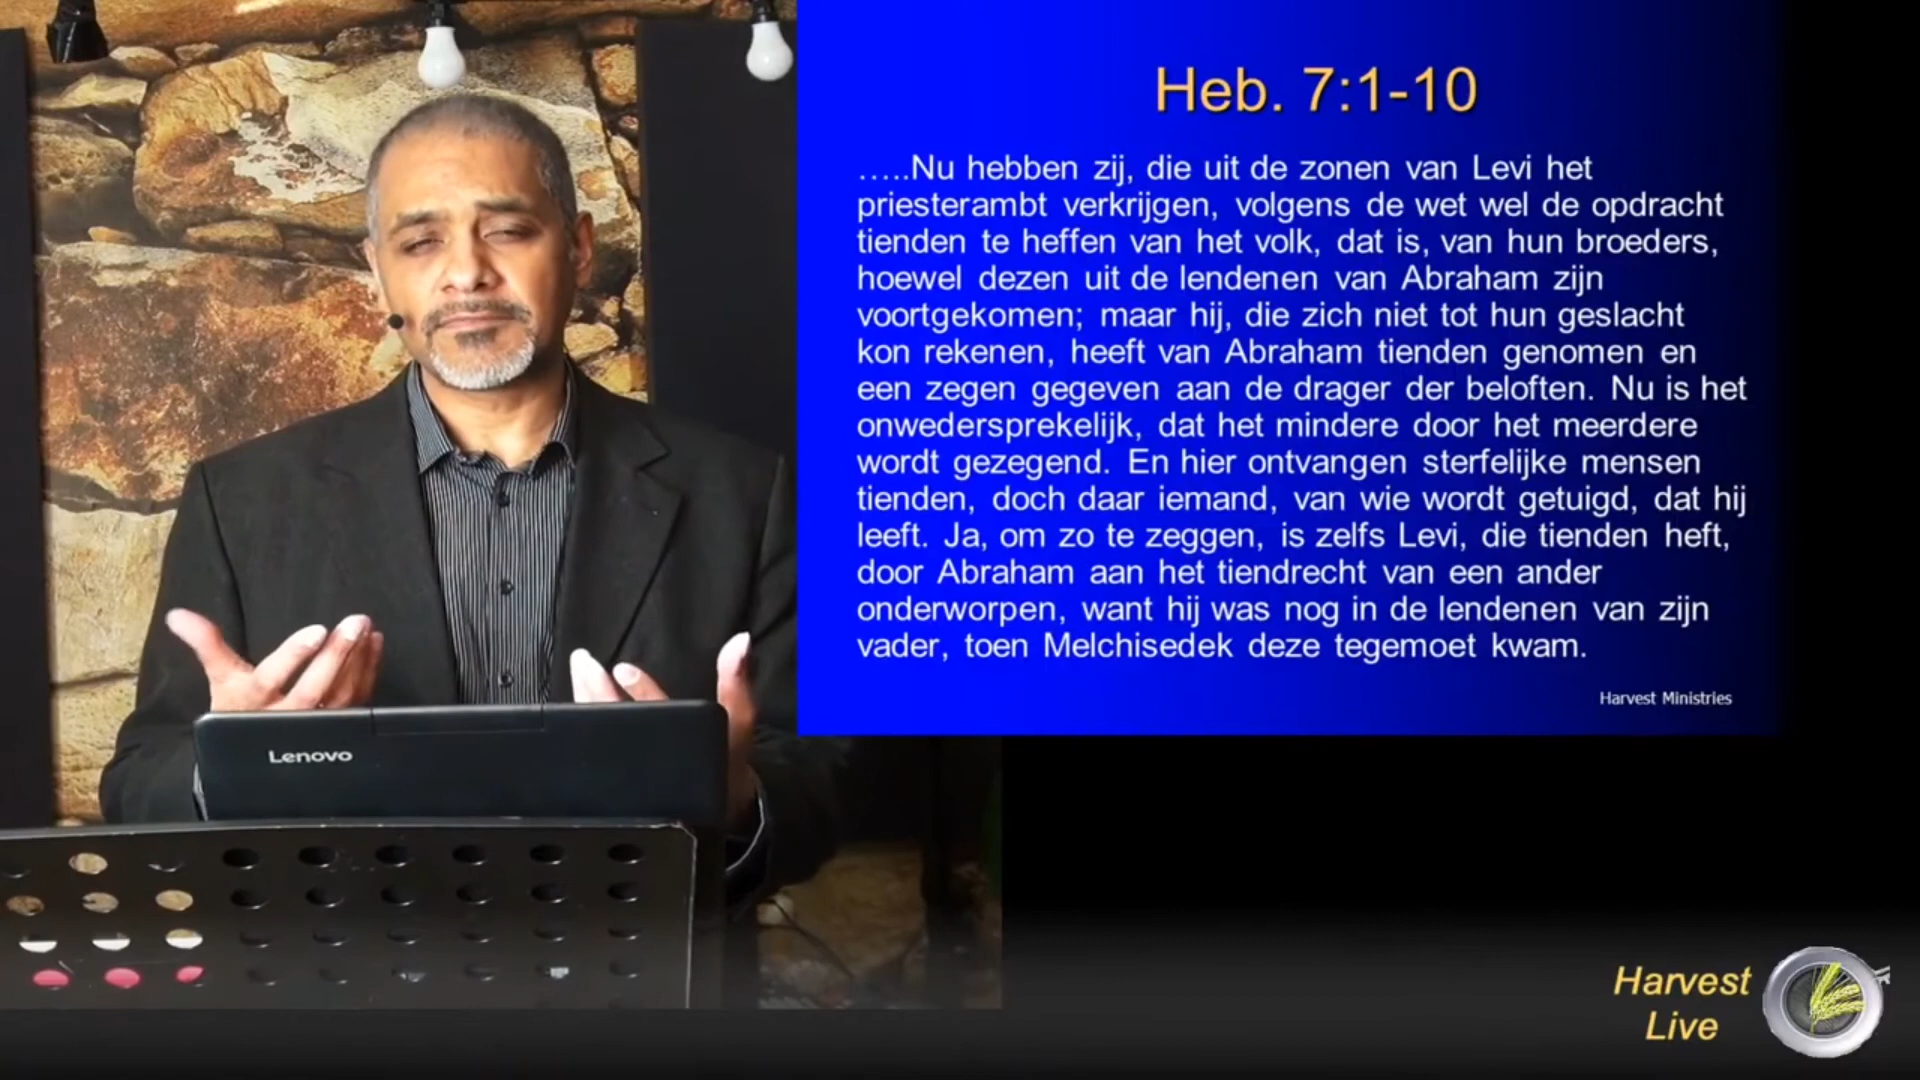 Heb. 7:1-10
…..Nu hebben zij, die uit de zonen van Levi het
priesterambt verkrijgen, volgens de wet wel de opdracht
tienden te heffen van het volk, dat is, van hun broeders,
hoewel dezen uit de lendenen van Abraham zijn
voortgekomen; maar hij, die zich niet tot hun geslacht
kon rekenen, heeft van Abraham tienden genomen en
een zegen gegeven aan de drager der beloften. Nu is het
onwedersprekelijk, dat het mindere door het meerdere
wordt gezegend. En hier ontvangen sterfelijke mensen
tienden, doch daar iemand, van wie wordt getuigd, dat hij
leeft. Ja, om zo te zeggen, is zelfs Levi, die tienden heft,
door Abraham aan het tiendrecht van een ander
onderworpen, want hij was nog in de lendenen van zijn
vader, toen Melchisedek deze tegemoet kwam.
Harvest Ministries
Lenovo
Harvest
Live